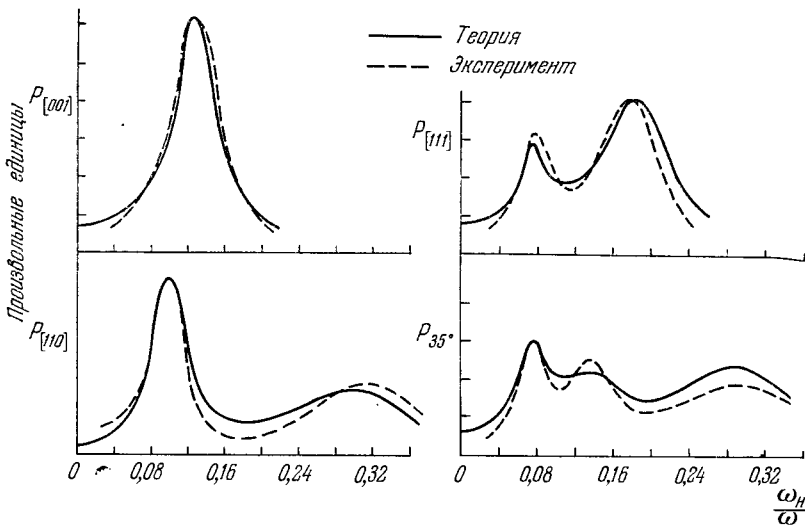 Теория
Эксперимент
Произвольные единицы
P[001]
P[111]
P[110]
P35°
0 0,08 0,16 0,24 0,32
0 0,08 0,16 0,24 0,32
ωH
ω